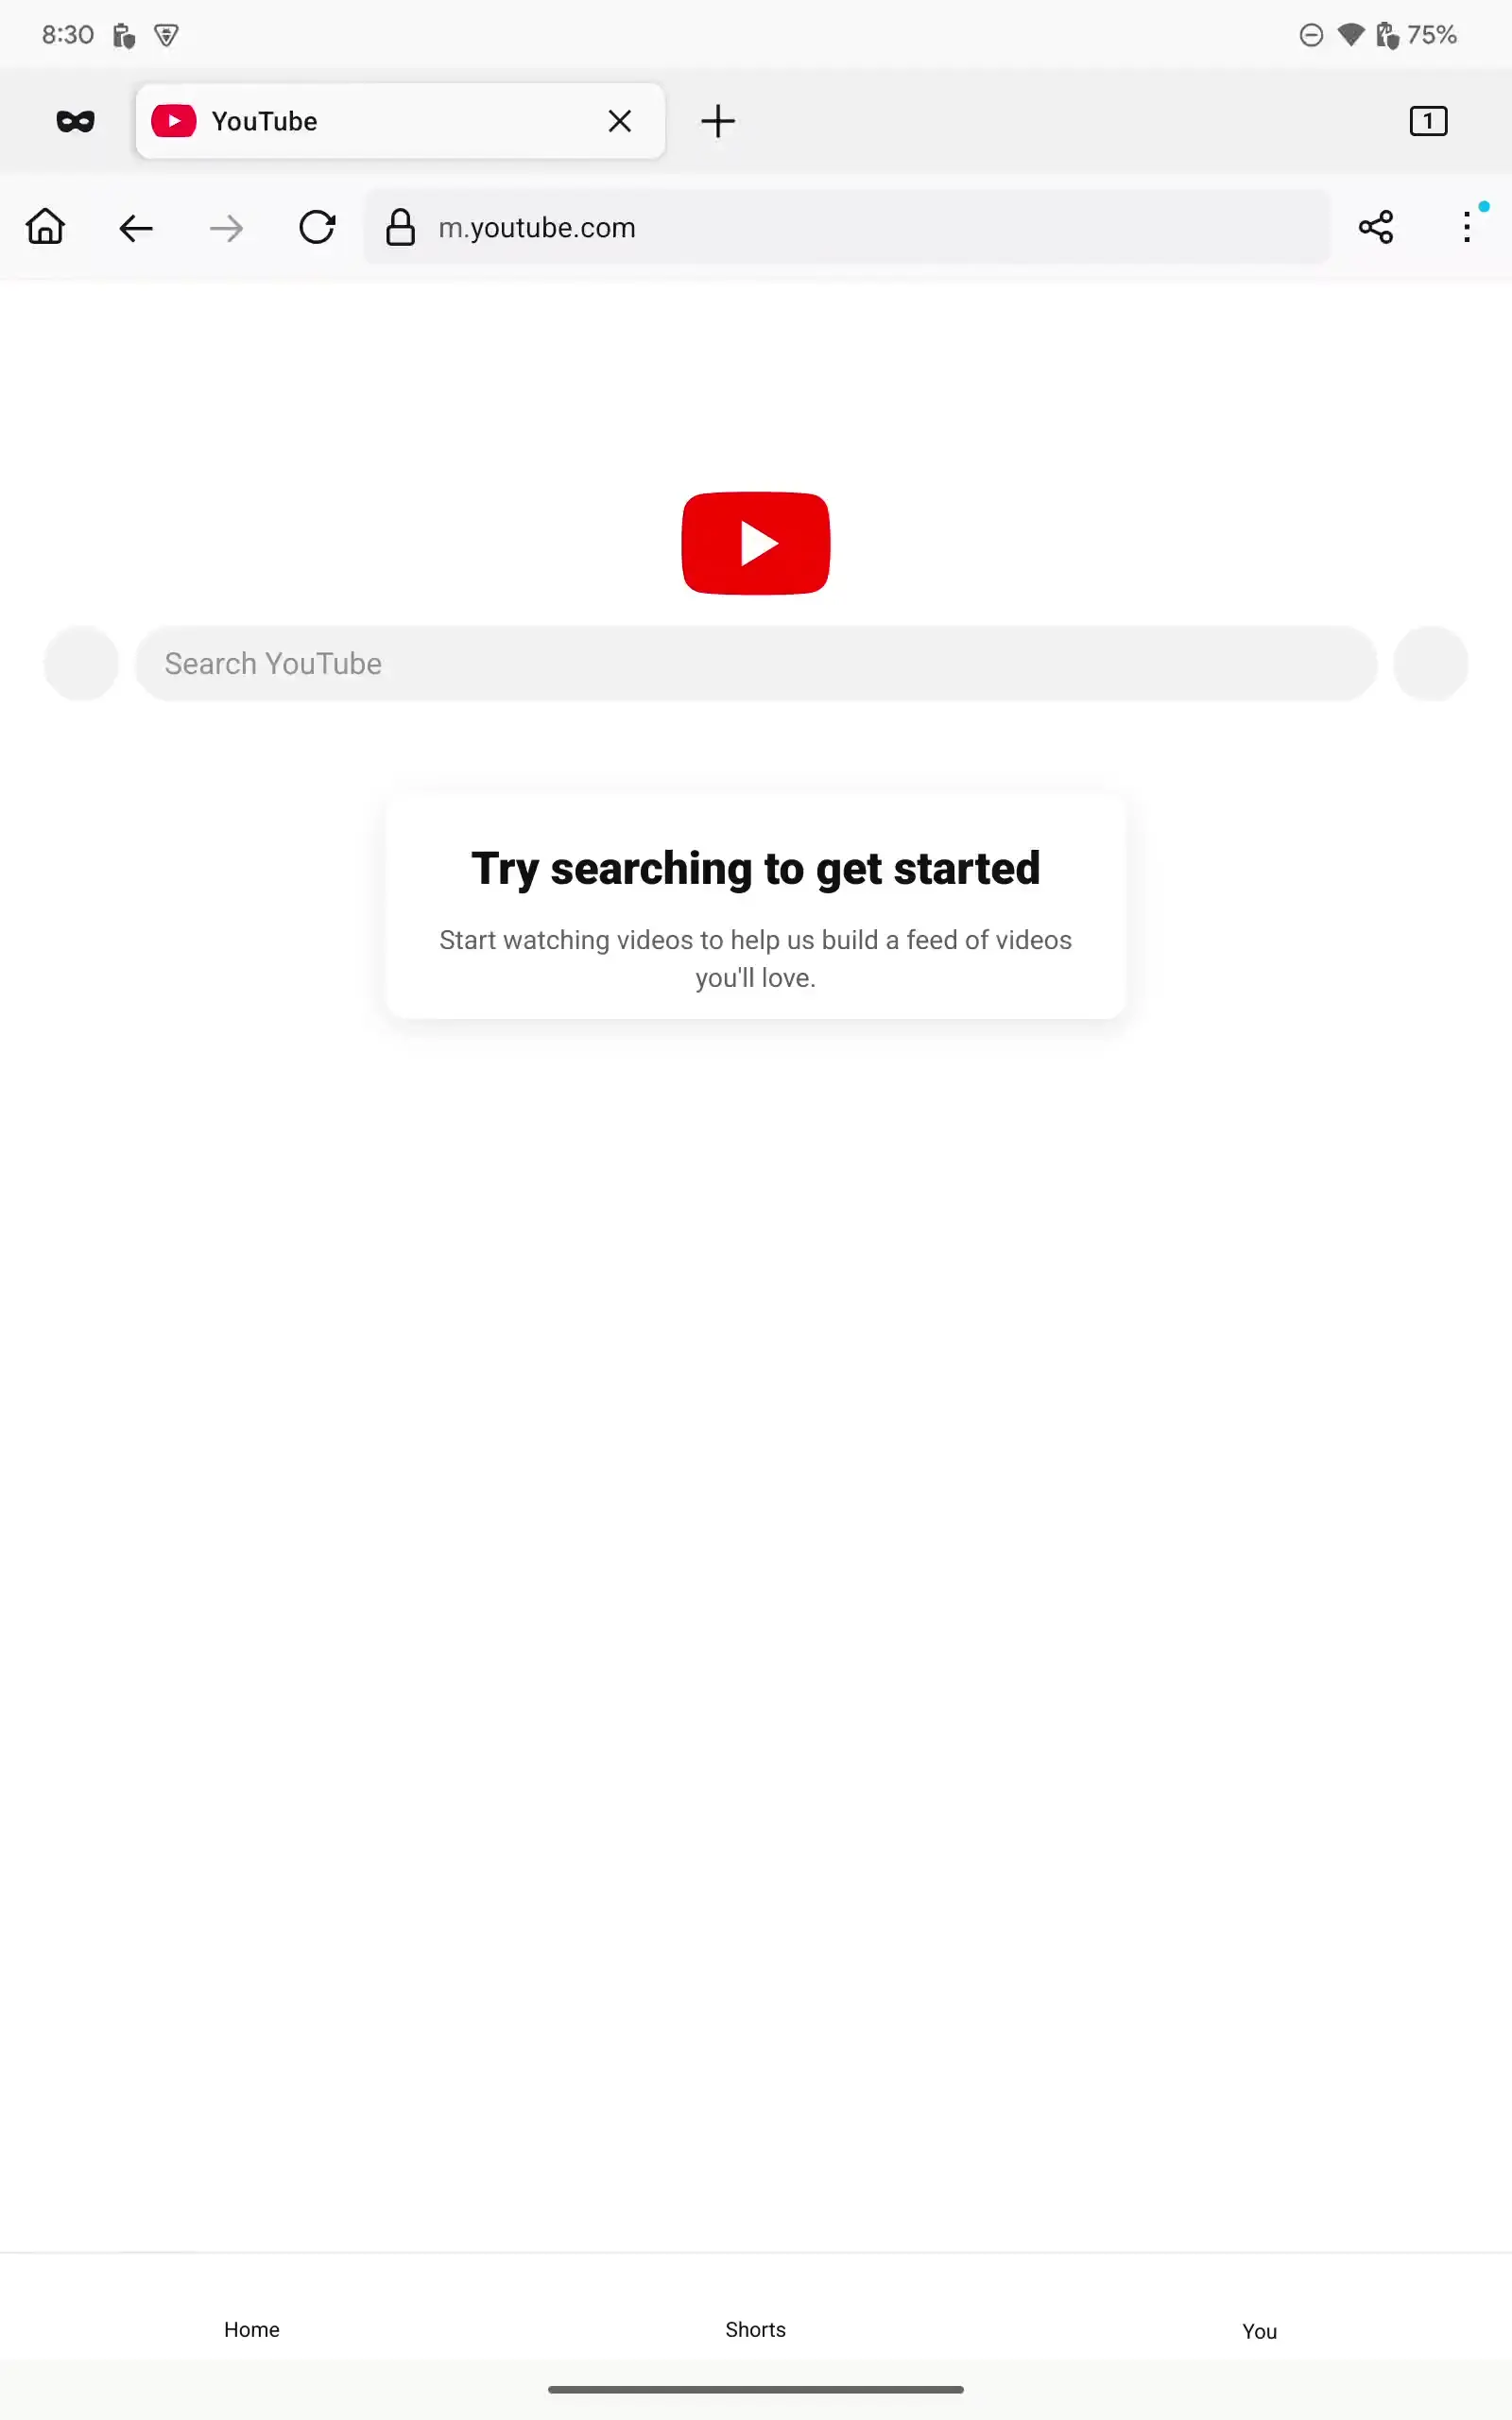 8:30
75%
YouTube
1
m.youtube.com
Search YouTube
Try searching to get started
Start watching videos to help us build a feed of videos
you'll love.
Home
Shorts
You